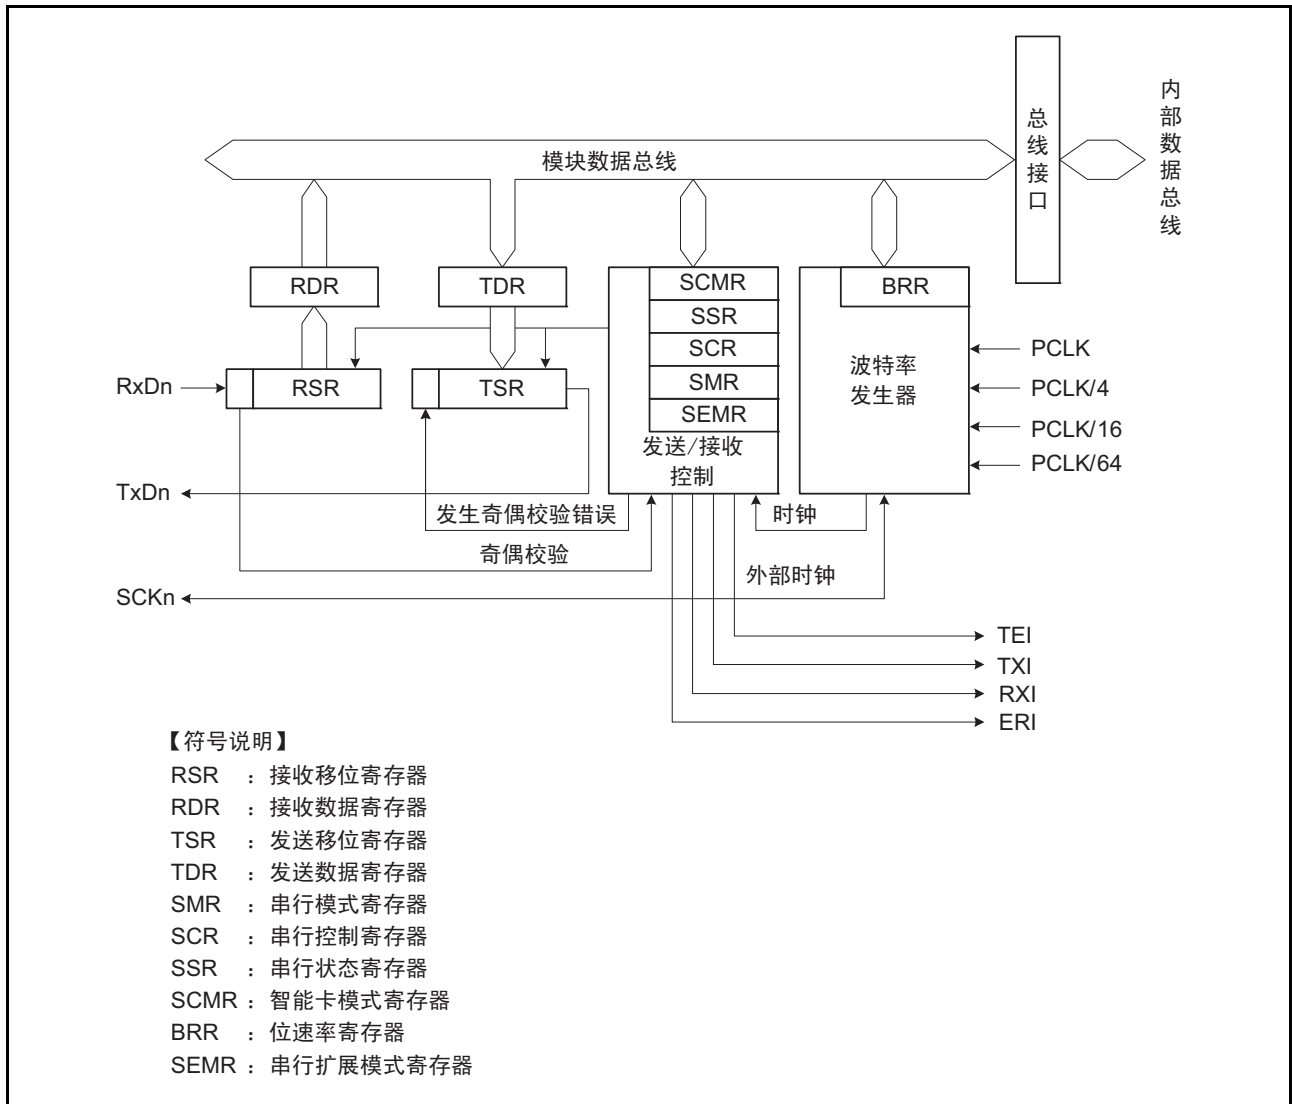 模块数据总线
总线接口
内部数据总线
RDR
TDR
SCMR
BRR
SSR
SCR
SMR
SEMR
发送/接收
控制
波特率
发生器
PCLK
PCLK/4
PCLK/16
PCLK/64
RxDn
RSR
TSR
TxDn
发生奇偶校验错误
时钟
奇偶校验
外部时钟
SCKn
TEI
TXI
RXI
ERI
【符号说明】
RSR ：接收移位寄存器
RDR ：接收数据寄存器
TSR ：发送移位寄存器
TDR ：发送数据寄存器
SMR ：串行模式寄存器
SCR ：串行控制寄存器
SSR ：串行状态寄存器
SCMR ：智能卡模式寄存器
BRR ：位速率寄存器
SEMR ：串行扩展模式寄存器